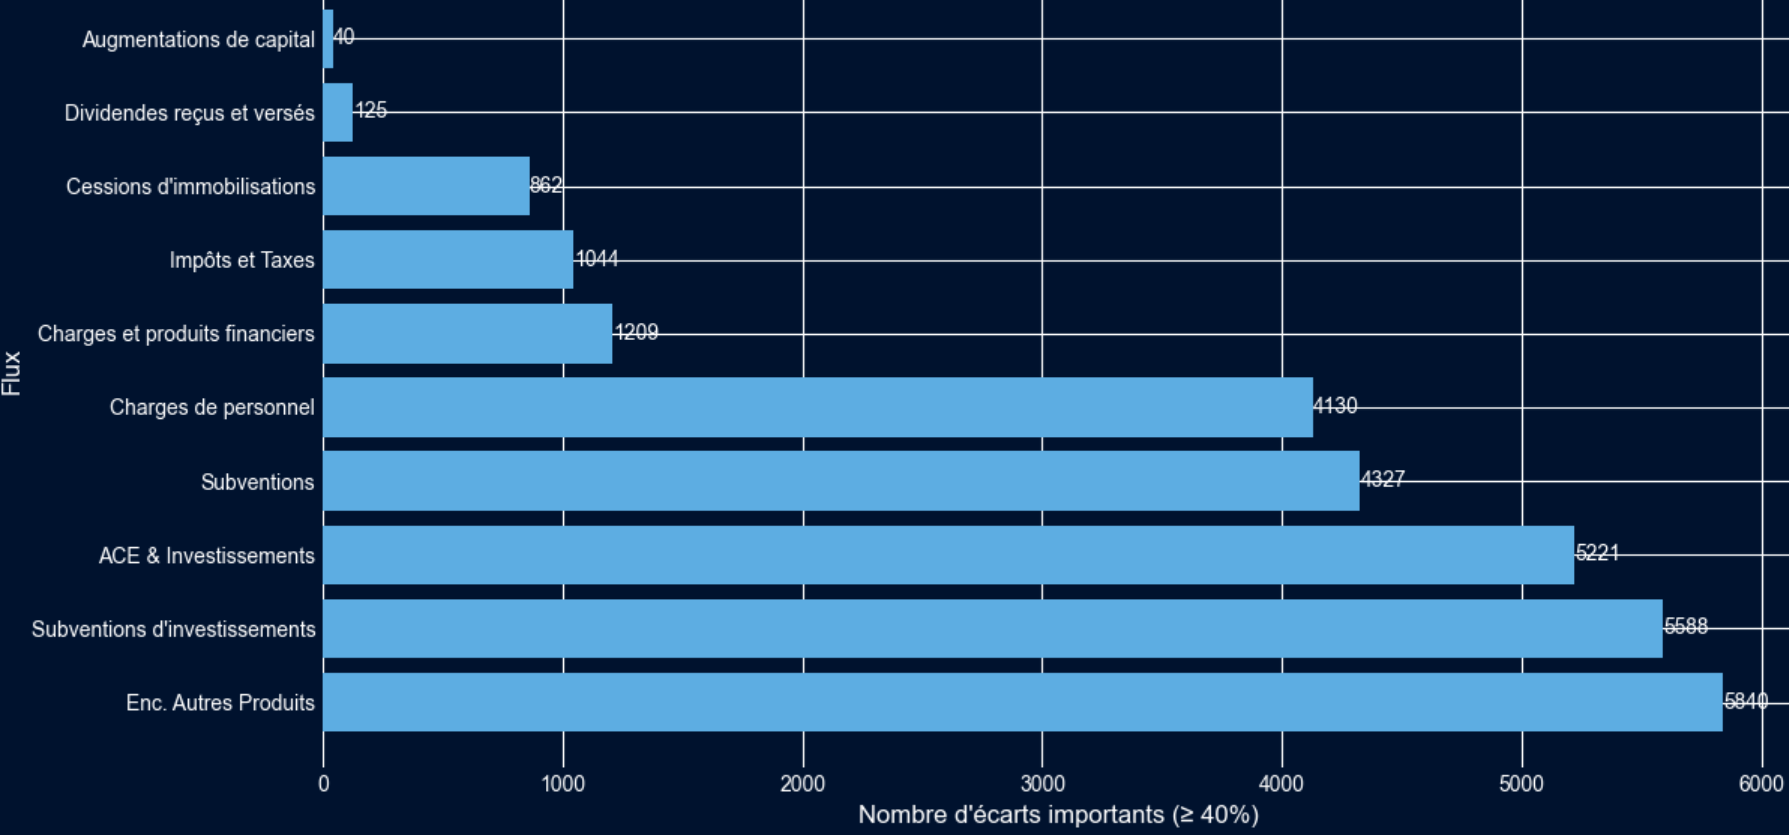 Augmentations de capital 40
Dividendes reçus et versés 125
Cessions d'immobilisations 862
Impôts et Taxes 1044
Charges et produits financiers 1209
Flux
Charges de personnel 4130
Subventions 4327
ACE & Investissements 5221
Subventions d'investissements 5588
Enc. Autres Produits 5840
0 1000 2000 3000 4000 5000 6000
Nombre d'écarts importants (≥ 40%)